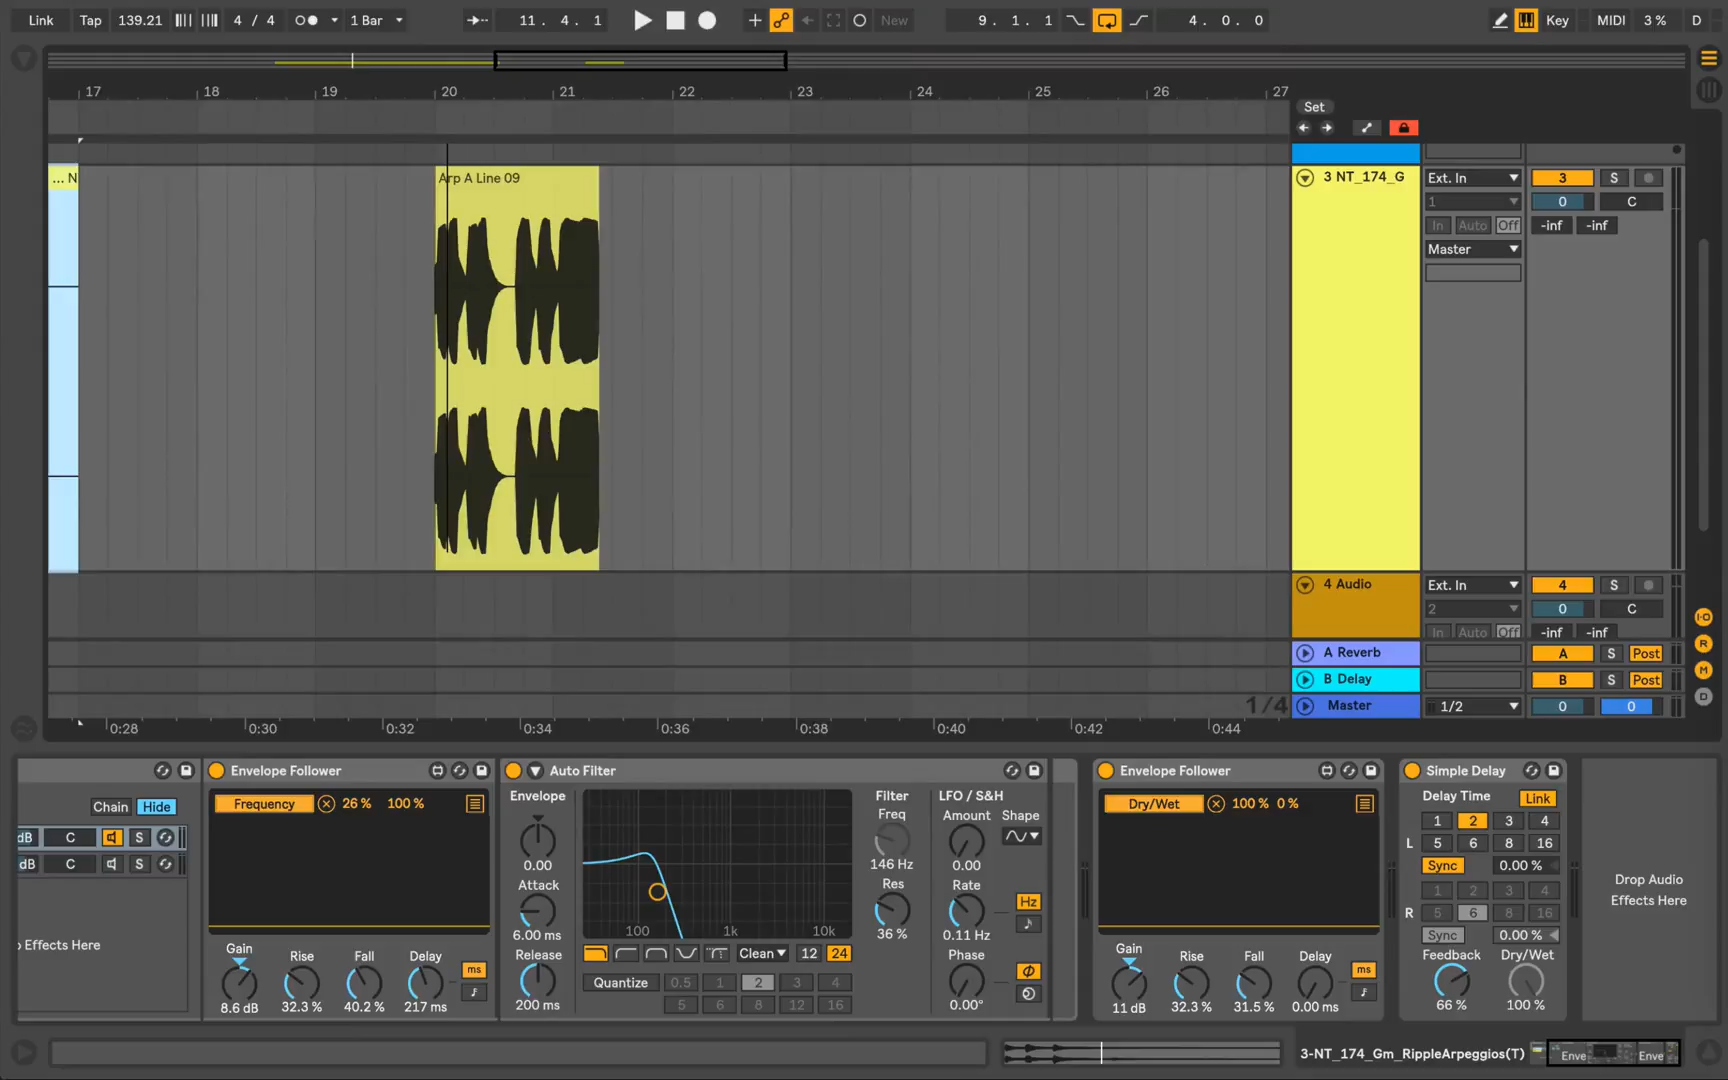 Link Tap 139.21 4 / 4 1 Bar 11. 4. 1 New 9. 1. 1 4. 0. 0 Key MIDI 3 % D
17 18 19 20 21 22 23 24 25 26 27
Set
... N Arp A Line 09
3 NT_174_G Ext. In 3 S
1 0 C
In Auto Off -inf -inf
Master
4 Audio Ext. In 4 S
2 0 C
In Auto Off -inf -inf
A Reverb A S Post
B Delay B S Post
1/4 Master 1/2 0 0
0:28 0:30 0:32 0:34 0:36 0:38 0:40 0:42 0:44
I·O
R
M
D
Chain Hide
dB C S
dB C S
Effects Here
Envelope Follower
Frequency 26 % 100 %
Gain Rise Fall Delay ms
8.6 dB 32.3 % 40.2 % 217 ms
Auto Filter
Envelope
0.00
Attack
6.00 ms
Release
200 ms
100 1k 10k
Clean 12 24
Quantize 0.5 1 2 3 4
5 6 8 12 16
Filter
Freq
146 Hz
Res
36 %
LFO / S&H
Amount Shape
0.00
Rate
Hz
0.11 Hz
Phase
0.00°
Envelope Follower
Dry/Wet 100 % 0 %
Gain Rise Fall Delay ms
11 dB 32.3 % 31.5 % 0.00 ms
Simple Delay
Delay Time Link
1 2 3 4
L 5 6 8 16
Sync 0.00 %
1 2 3 4
R 5 6 8 16
Sync 0.00 %
Feedback Dry/Wet
66 % 100 %
Drop Audio
Effects Here
3-NT_174_Gm_RippleArpeggios(T) Enve Enve